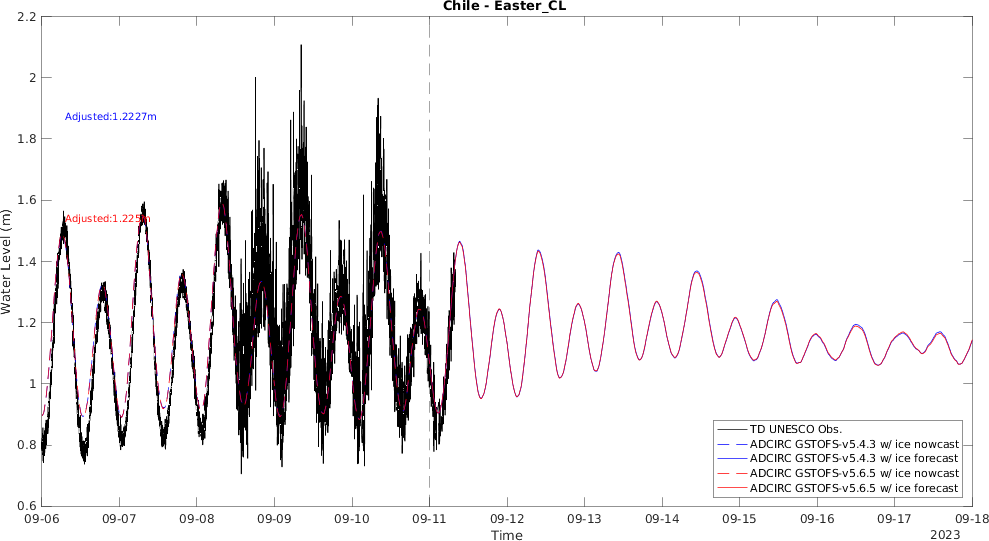 Chile - Easter_CL
2.2
2
1.8
1.6
1.4
1.2
1
0.8
0.6
Water Level (m)
Adjusted:1.2227m
Adjusted:1.225m
TD UNESCO Obs.
ADCIRC GSTOFS-v5.4.3 w/ ice nowcast
ADCIRC GSTOFS-v5.4.3 w/ ice forecast
ADCIRC GSTOFS-v5.6.5 w/ ice nowcast
ADCIRC GSTOFS-v5.6.5 w/ ice forecast
09-06 09-07 09-08 09-09 09-10 09-11 09-12 09-13 09-14 09-15 09-16 09-17 09-18
Time
2023